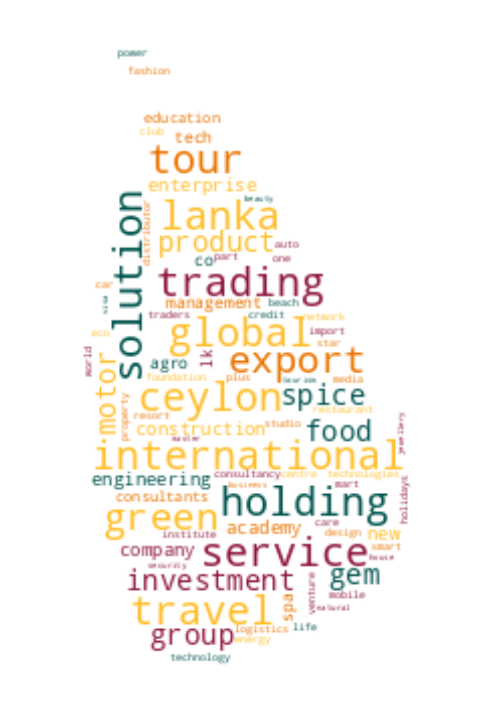 power
fashion
education
club
tech
tour
enterprise
beauty
solution
distributor
lanka
product
auto
co
part
one
trading
car
sisa
management
beach
traders
credit
network
global
import
star
world
eco
lk
export
agro
motor
foundation
plus
tourism
media
ceylon
spice
property
restaurant
resort
construction
studio
food
jewellery
master
international
engineering
consultancy
centre
technologies
business
mart
holidays
consultants
holding
green
academy
care
institute
design
new
company
service
smart
house
security
gem
investment
venture
mobile
spa
natural
travel
group
logistics
life
energy
technology